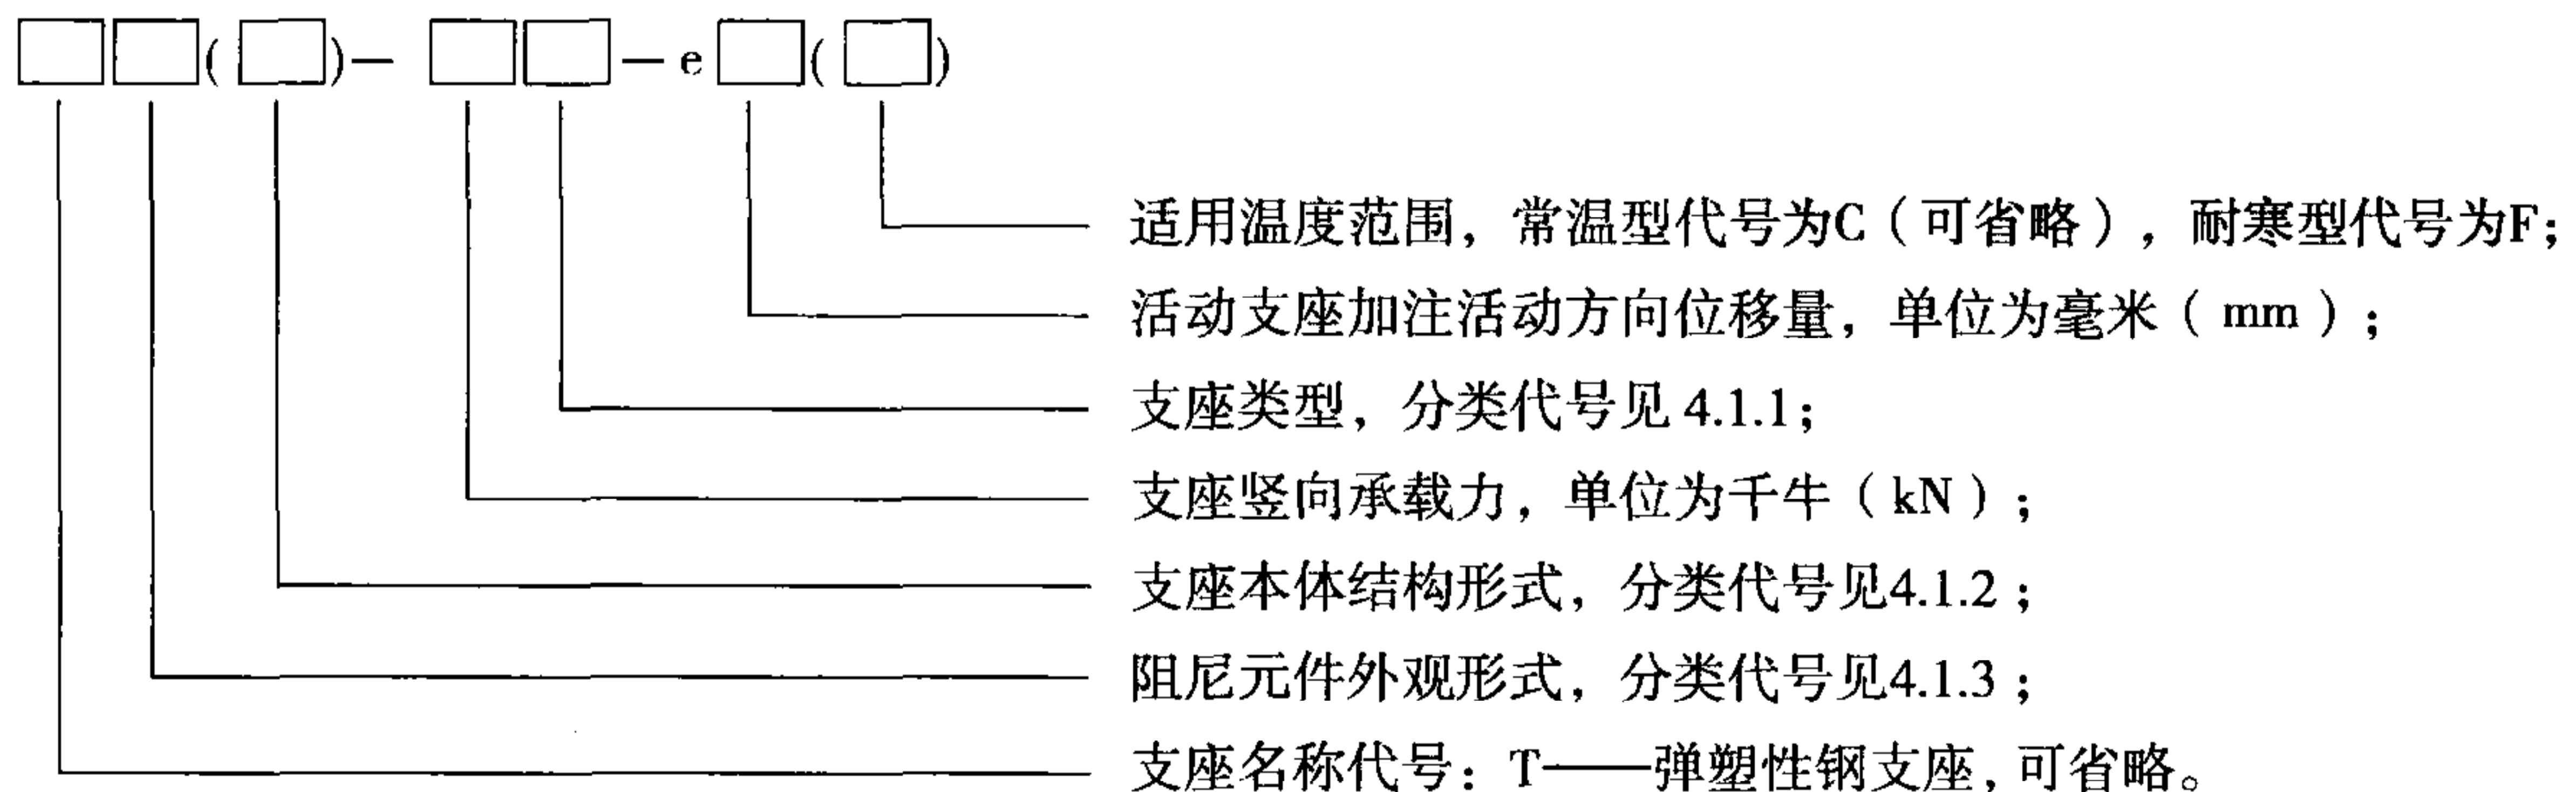 □□(□)— □□—e□(□)
适用温度范围，常温型代号为C（可省略），耐寒型代号为F；
活动支座加注活动方向位移量，单位为毫米（mm）；
支座类型，分类代号见 4.1.1；
支座竖向承载力，单位为千牛（kN）；
支座本体结构形式，分类代号见4.1.2；
阻尼元件外观形式，分类代号见4.1.3；
支座名称代号：T——弹塑性钢支座，可省略。